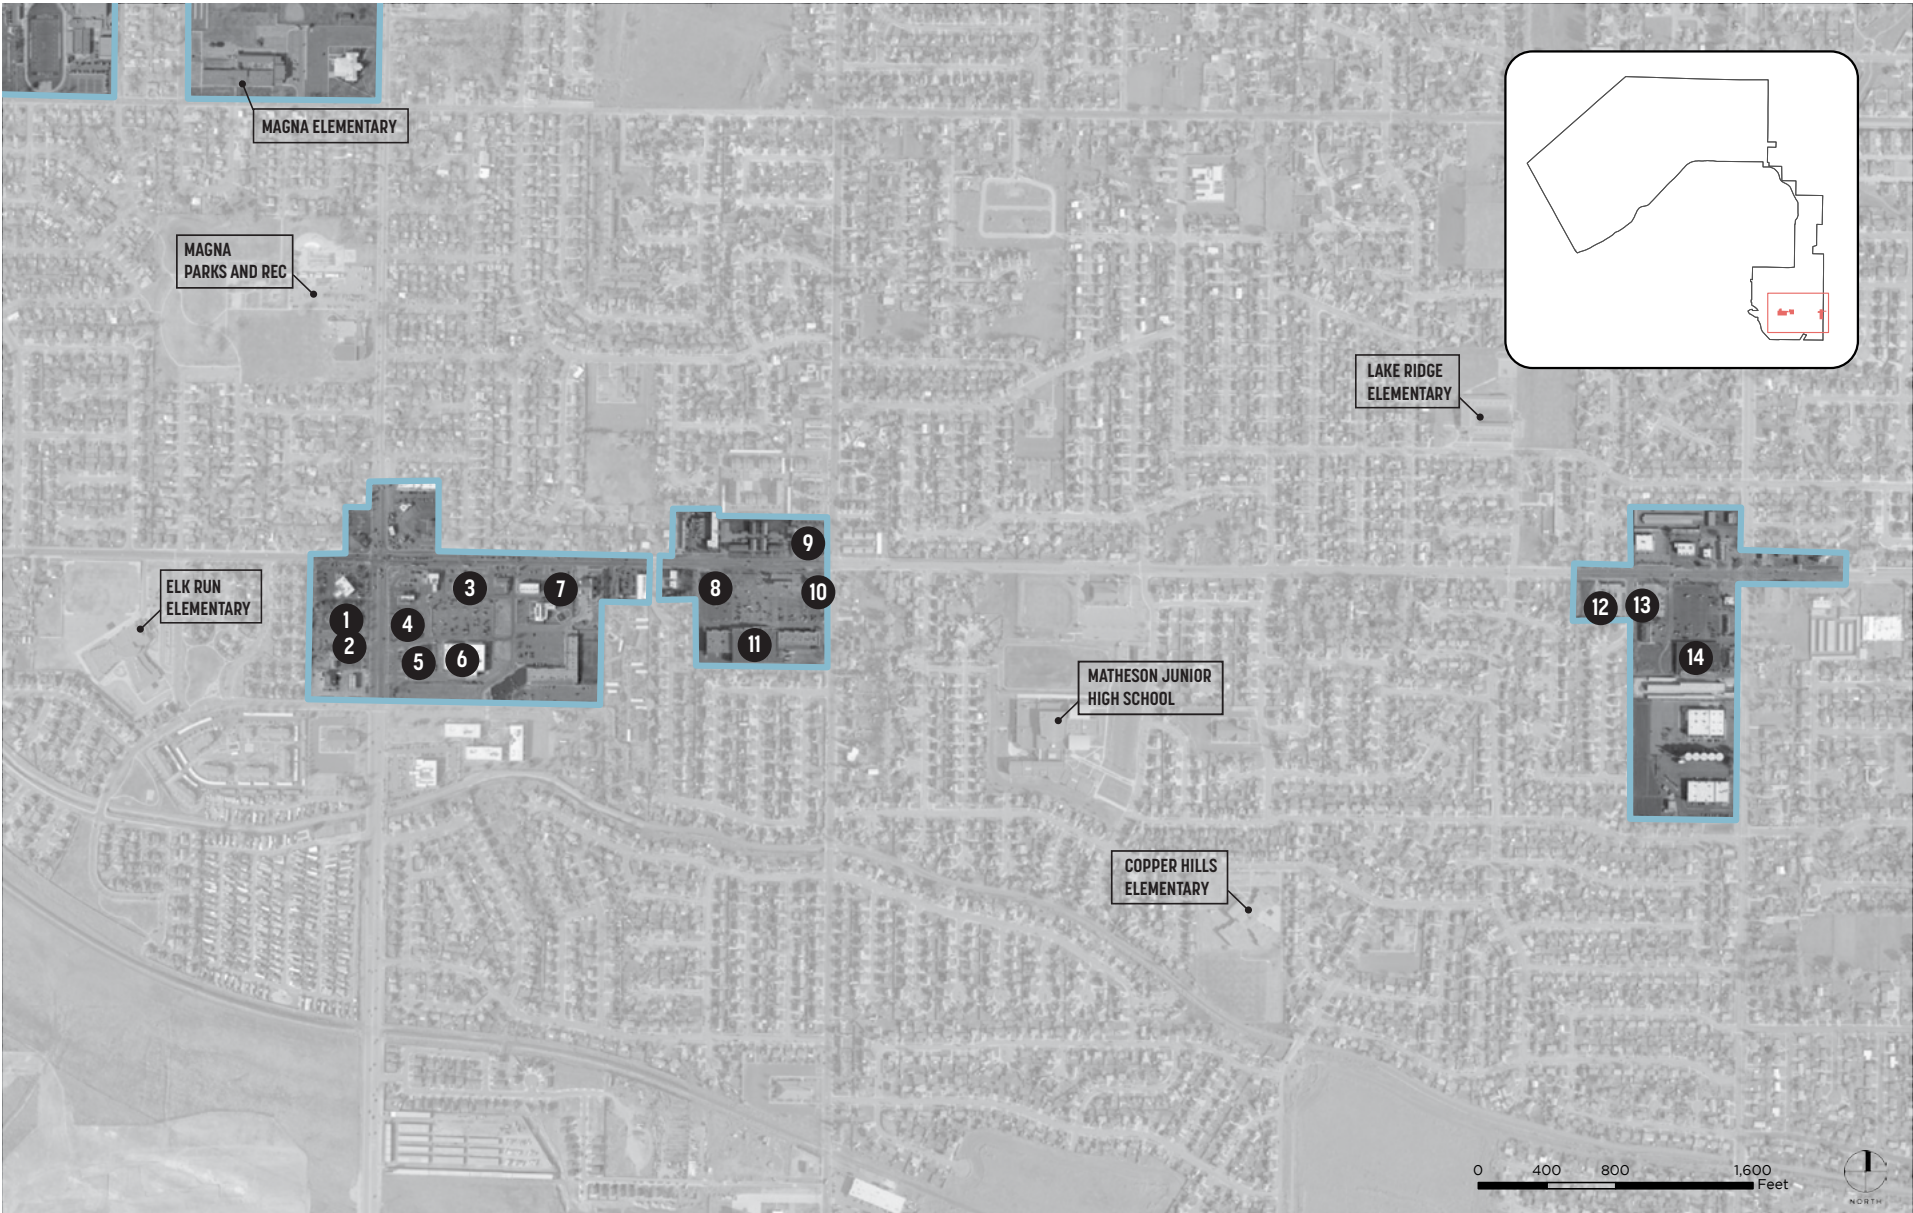 MAGNA ELEMENTARY
MAGNA
PARKS AND REC
LAKE RIDGE
ELEMENTARY
ELK RUN
ELEMENTARY
1
2
3
4
5
6
7
8
9
10
11
12
13
14
MATHESON JUNIOR
HIGH SCHOOL
COPPER HILLS
ELEMENTARY
0 400 800 1,600
Feet
NORTH